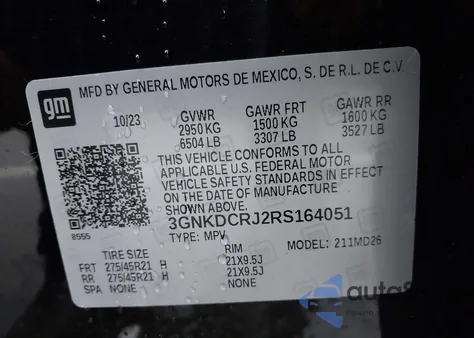 gm
MFD BY GENERAL MOTORS DE MEXICO, S. DE R.L. DE C.V.
10/23 GVWR GAWR FRT GAWR RR
2950 KG 1500 KG 1600 KG
6504 LB 3307 LB 3527 LB
THIS VEHICLE CONFORMS TO ALL
APPLICABLE U.S. FEDERAL MOTOR
VEHICLE SAFETY STANDARDS IN EFFECT
ON THE DATE OF MANUFACTURE
SHOWN ABOVE.
3GNKDCRJ2RS164051
8555 TYPE: MPV MODEL: 211MD26
TIRE SIZE RIM
FRT 275/45R21 H 21X9.5J
RR 275/45R21 H 21X9.5J
SPA NONE NONE